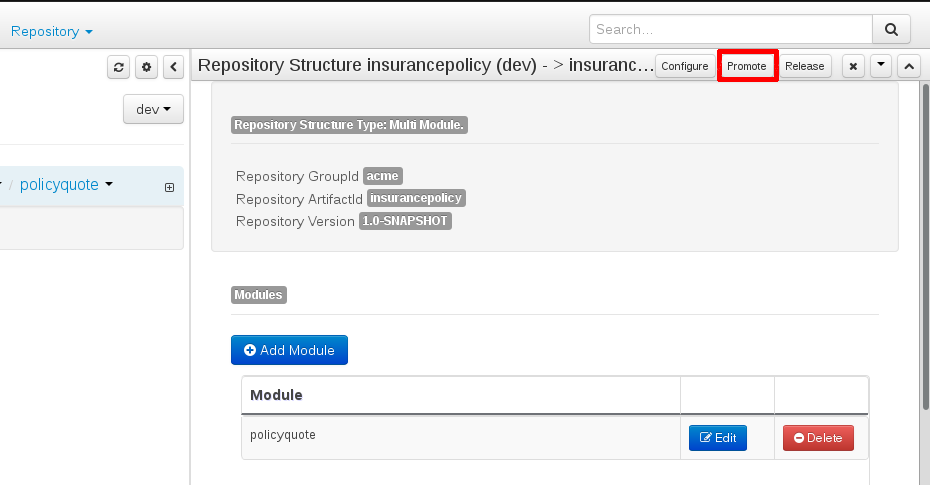 Repository
Search...
Repository Structure insurancepolicy (dev) - > insuranc...
Configure
Promote
Release
dev
/ policyquote
Repository Structure Type: Multi Module.
Repository GroupId acme
Repository ArtifactId insurancepolicy
Repository Version 1.0-SNAPSHOT
Modules
Add Module
Module
policyquote
Edit
Delete